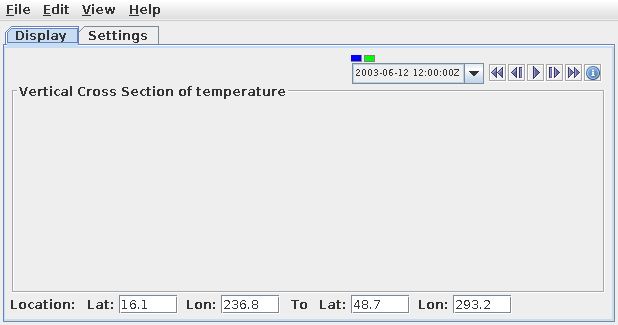 File Edit View Help
Display Settings
2003-06-12 12:00:00Z
Vertical Cross Section of temperature
Location: Lat: 16.1 Lon: 236.8 To Lat: 48.7 Lon: 293.2